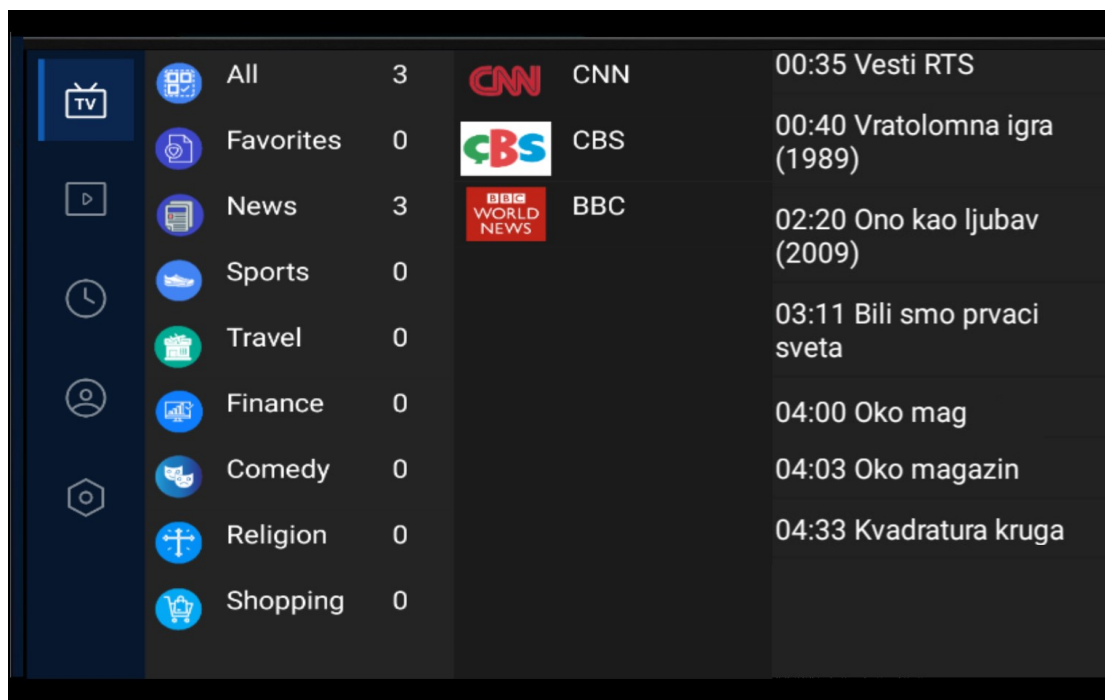 TV
All 3
Favorites 0
News 3
Sports 0
Travel 0
Finance 0
Comedy 0
Religion 0
Shopping 0
CNN CNN
ÇBS CBS
BBC
WORLD
NEWS
BBC
00:35 Vesti RTS
00:40 Vratolomna igra
(1989)
02:20 Ono kao ljubav
(2009)
03:11 Bili smo prvaci
sveta
04:00 Oko mag
04:03 Oko magazin
04:33 Kvadratura kruga